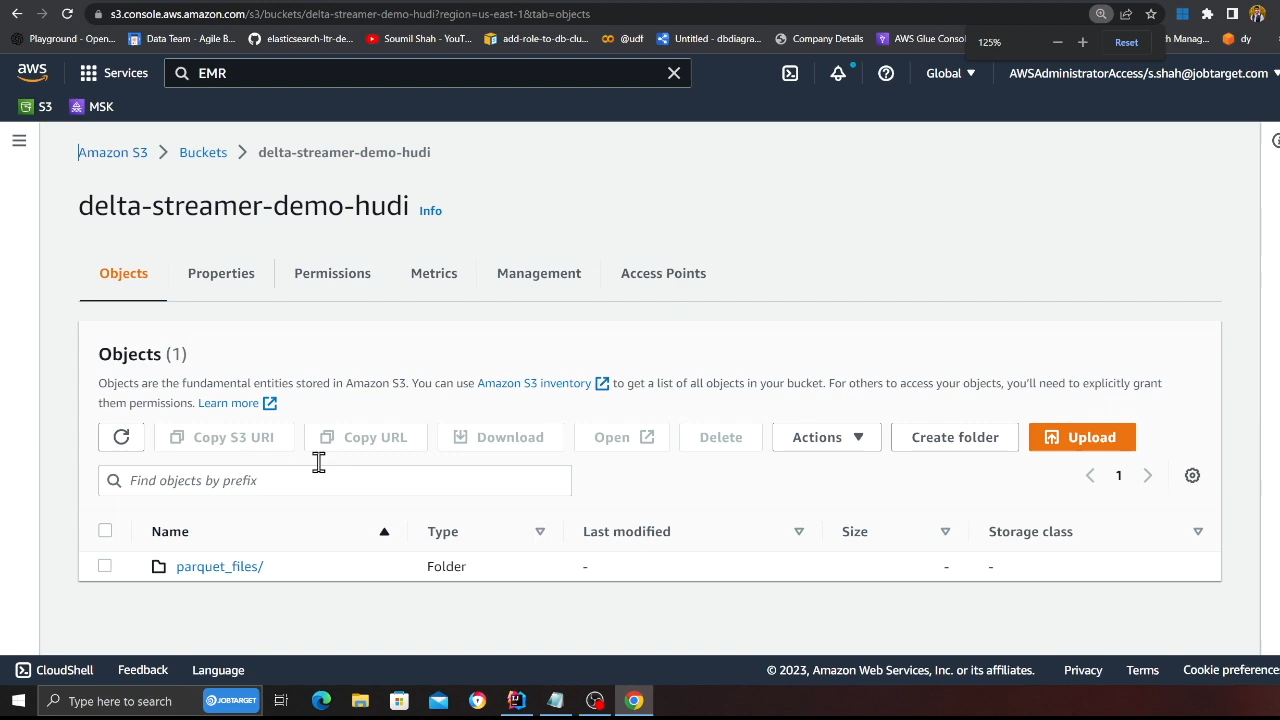 s3.console.aws.amazon.com/s3/buckets/delta-streamer-demo-hudi?region=us-east-1&tab=objects
Playground - Open... Data Team - Agile B... elasticsearch-ltr-de... Soumil Shah - YouT... add-role-to-db-clu... @udf Untitled - dbdiagra... Company Details AWS Glue Consol h Manag... dy
125% Reset
aws Services EMR Global AWSAdministratorAccess/s.shah@jobtarget.com
S3 MSK
Amazon S3 Buckets delta-streamer-demo-hudi
delta-streamer-demo-hudi Info
Objects Properties Permissions Metrics Management Access Points
Objects (1)
Objects are the fundamental entities stored in Amazon S3. You can use Amazon S3 inventory to get a list of all objects in your bucket. For others to access your objects, you'll need to explicitly grant
them permissions. Learn more
Copy S3 URI Copy URL Download Open Delete Actions Create folder Upload
Find objects by prefix 1
Name Type Last modified Size Storage class
parquet_files/ Folder - - -
CloudShell Feedback Language © 2023, Amazon Web Services, Inc. or its affiliates. Privacy Terms Cookie preference
Type here to search JOBTARGET